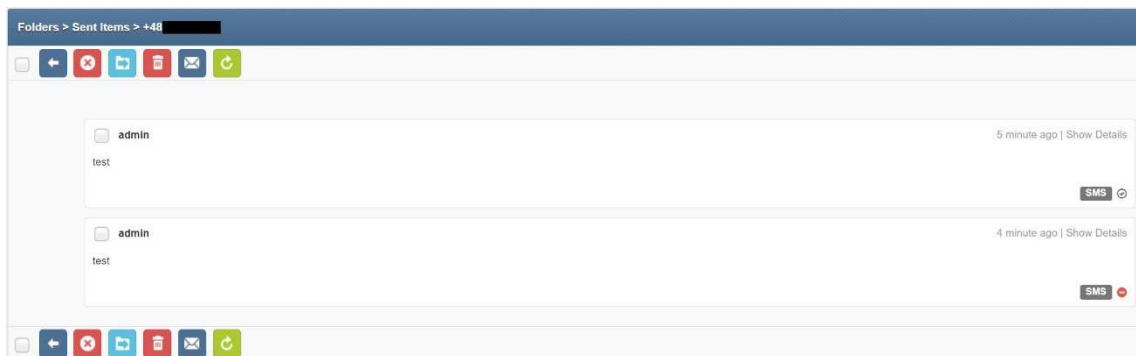 Folders > Sent Items > +48
admin
5 minute ago | Show Details
test
SMS
admin
4 minute ago | Show Details
test
SMS